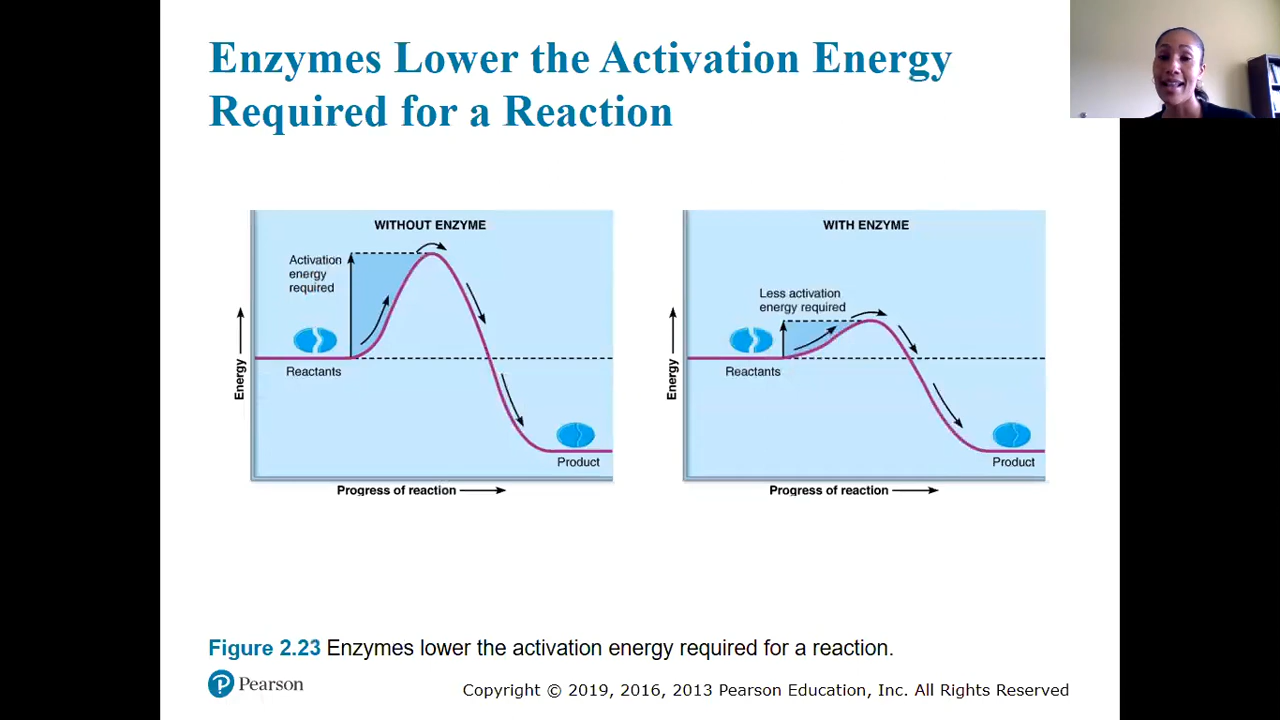 Enzymes Lower the Activation Energy
Required for a Reaction
WITHOUT ENZYME
Activation
energy
required
Reactants
Product
Energy
Progress of reaction
WITH ENZYME
Less activation
energy required
Reactants
Product
Energy
Progress of reaction
Figure 2.23 Enzymes lower the activation energy required for a reaction.
P Pearson
Copyright © 2019, 2016, 2013 Pearson Education, Inc. All Rights Reserved